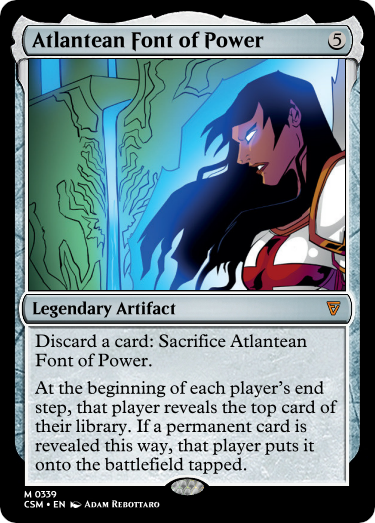 Atlantean Font of Power 5
Legendary Artifact
Discard a card: Sacrifice Atlantean
Font of Power.
At the beginning of each player's end
step, that player reveals the top card of
their library. If a permanent card is
revealed this way, that player puts it
onto the battlefield tapped.
M 0339
CSM • EN Adam Rebottaro